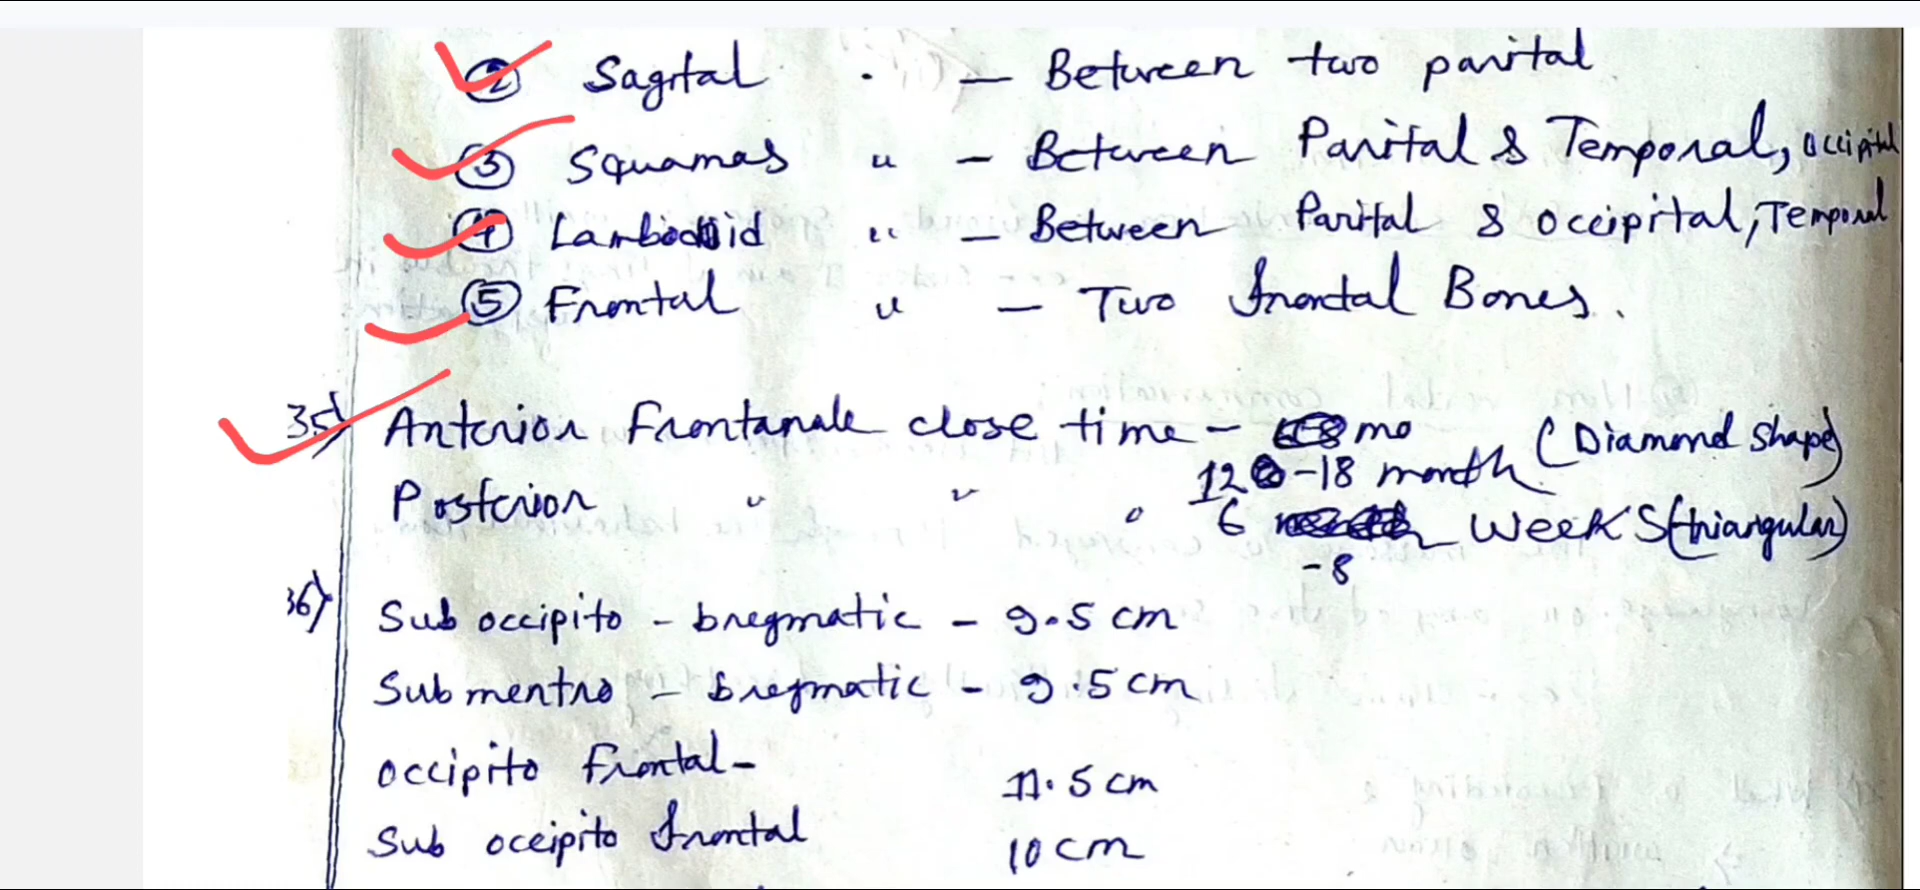 ② Sagital - — Between two parital
③ Squamas " — Between Parital & Temporal, occipital
④ Lambodoid " — Between Parital & occipital, Temporal
⑤ Frontal " — Two frontal Bones.
35) Anterior Frontanale close time - mo (Diamond shape)
12 -18 month
Posterior " " " 6 Weeks (triangular)
-8
36) Sub occipito - bregmatic - 9.5 cm
Sub mentro - bregmatic - 9.5 cm
occipito frontal - 11.5 cm
Sub occipito frontal 10 cm